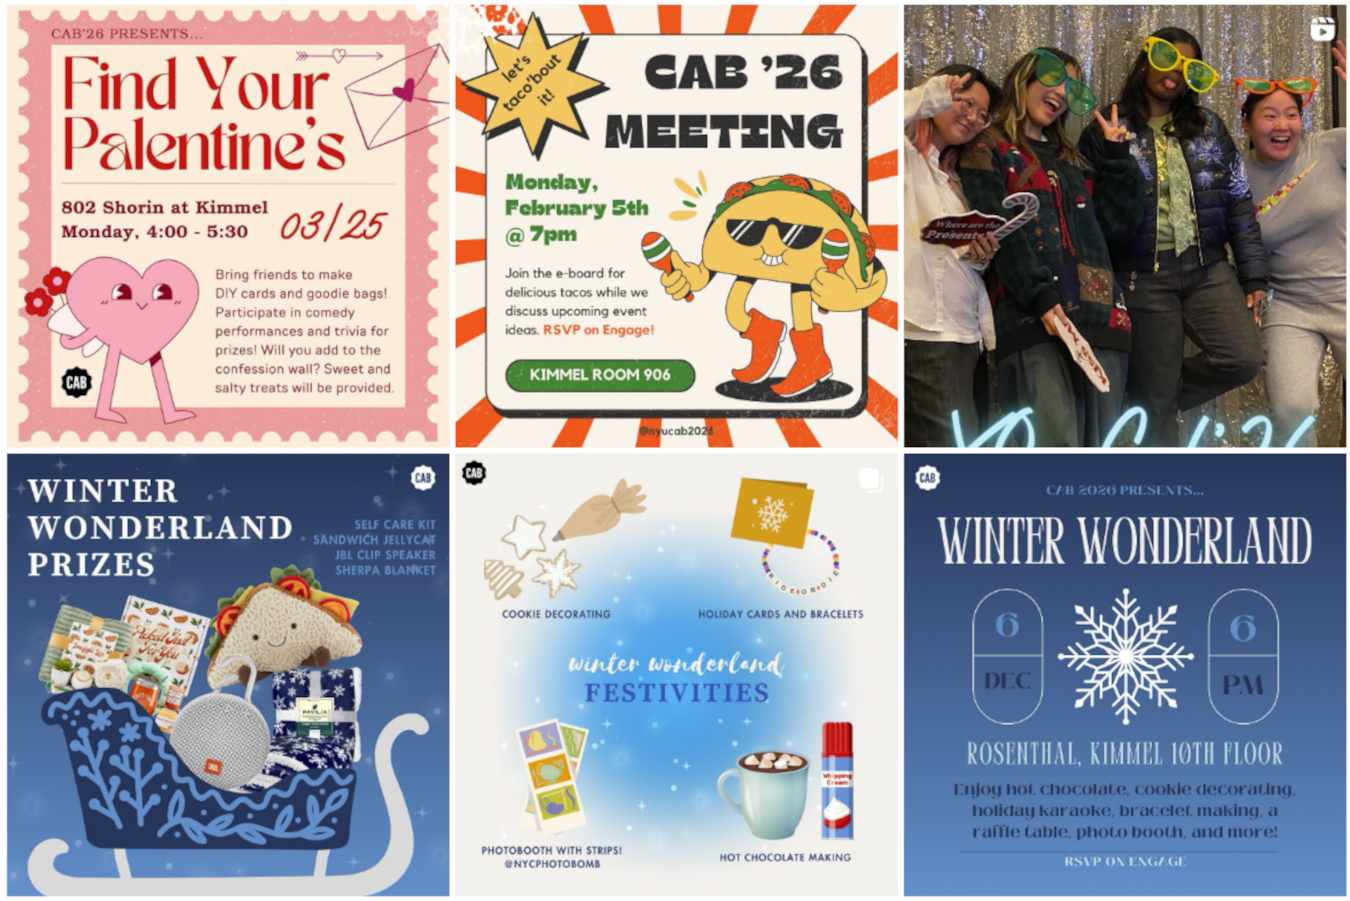 CAB'26 PRESENTS...
Find Your
Palentine's
802 Shorin at Kimmel
Monday, 4:00 - 5:30
03/25
Bring friends to make
DIY cards and goodie bags!
Participate in comedy
performances and trivia for
prizes! Will you add to the
confession wall? Sweet and
salty treats will be provided.
CAB
let's
taco'bout
it!
CAB '26
MEETING
Monday,
February 5th
@ 7pm
Join the e-board for
delicious tacos while we
discuss upcoming event
ideas. RSVP on Engage!
KIMMEL ROOM 906
@nyucab2026
Where are the
Presents
CAB
WINTER
WONDERLAND
PRIZES
SELF CARE KIT
SANDWICH JELLYCAT
JBL CLIP SPEAKER
SHERPA BLANKET
For You
PAVILIA
JBL
CAB
COOKIE DECORATING
HOLIDAY CARDS AND BRACELETS
winter wonderland
FESTIVITIES
Whipping
Cream
PHOTOBOOTH WITH STRIPS!
@NYCPHOTOBOMB
HOT CHOCOLATE MAKING
CAB
CAB 2026 PRESENTS...
WINTER WONDERLAND
6
DEC
6
PM
ROSENTHAL, KIMMEL 10TH FLOOR
Enjoy hot chocolate, cookie decorating,
holiday karaoke, bracelet making, a
raffle table, photo booth, and more!
RSVP ON ENGAGE